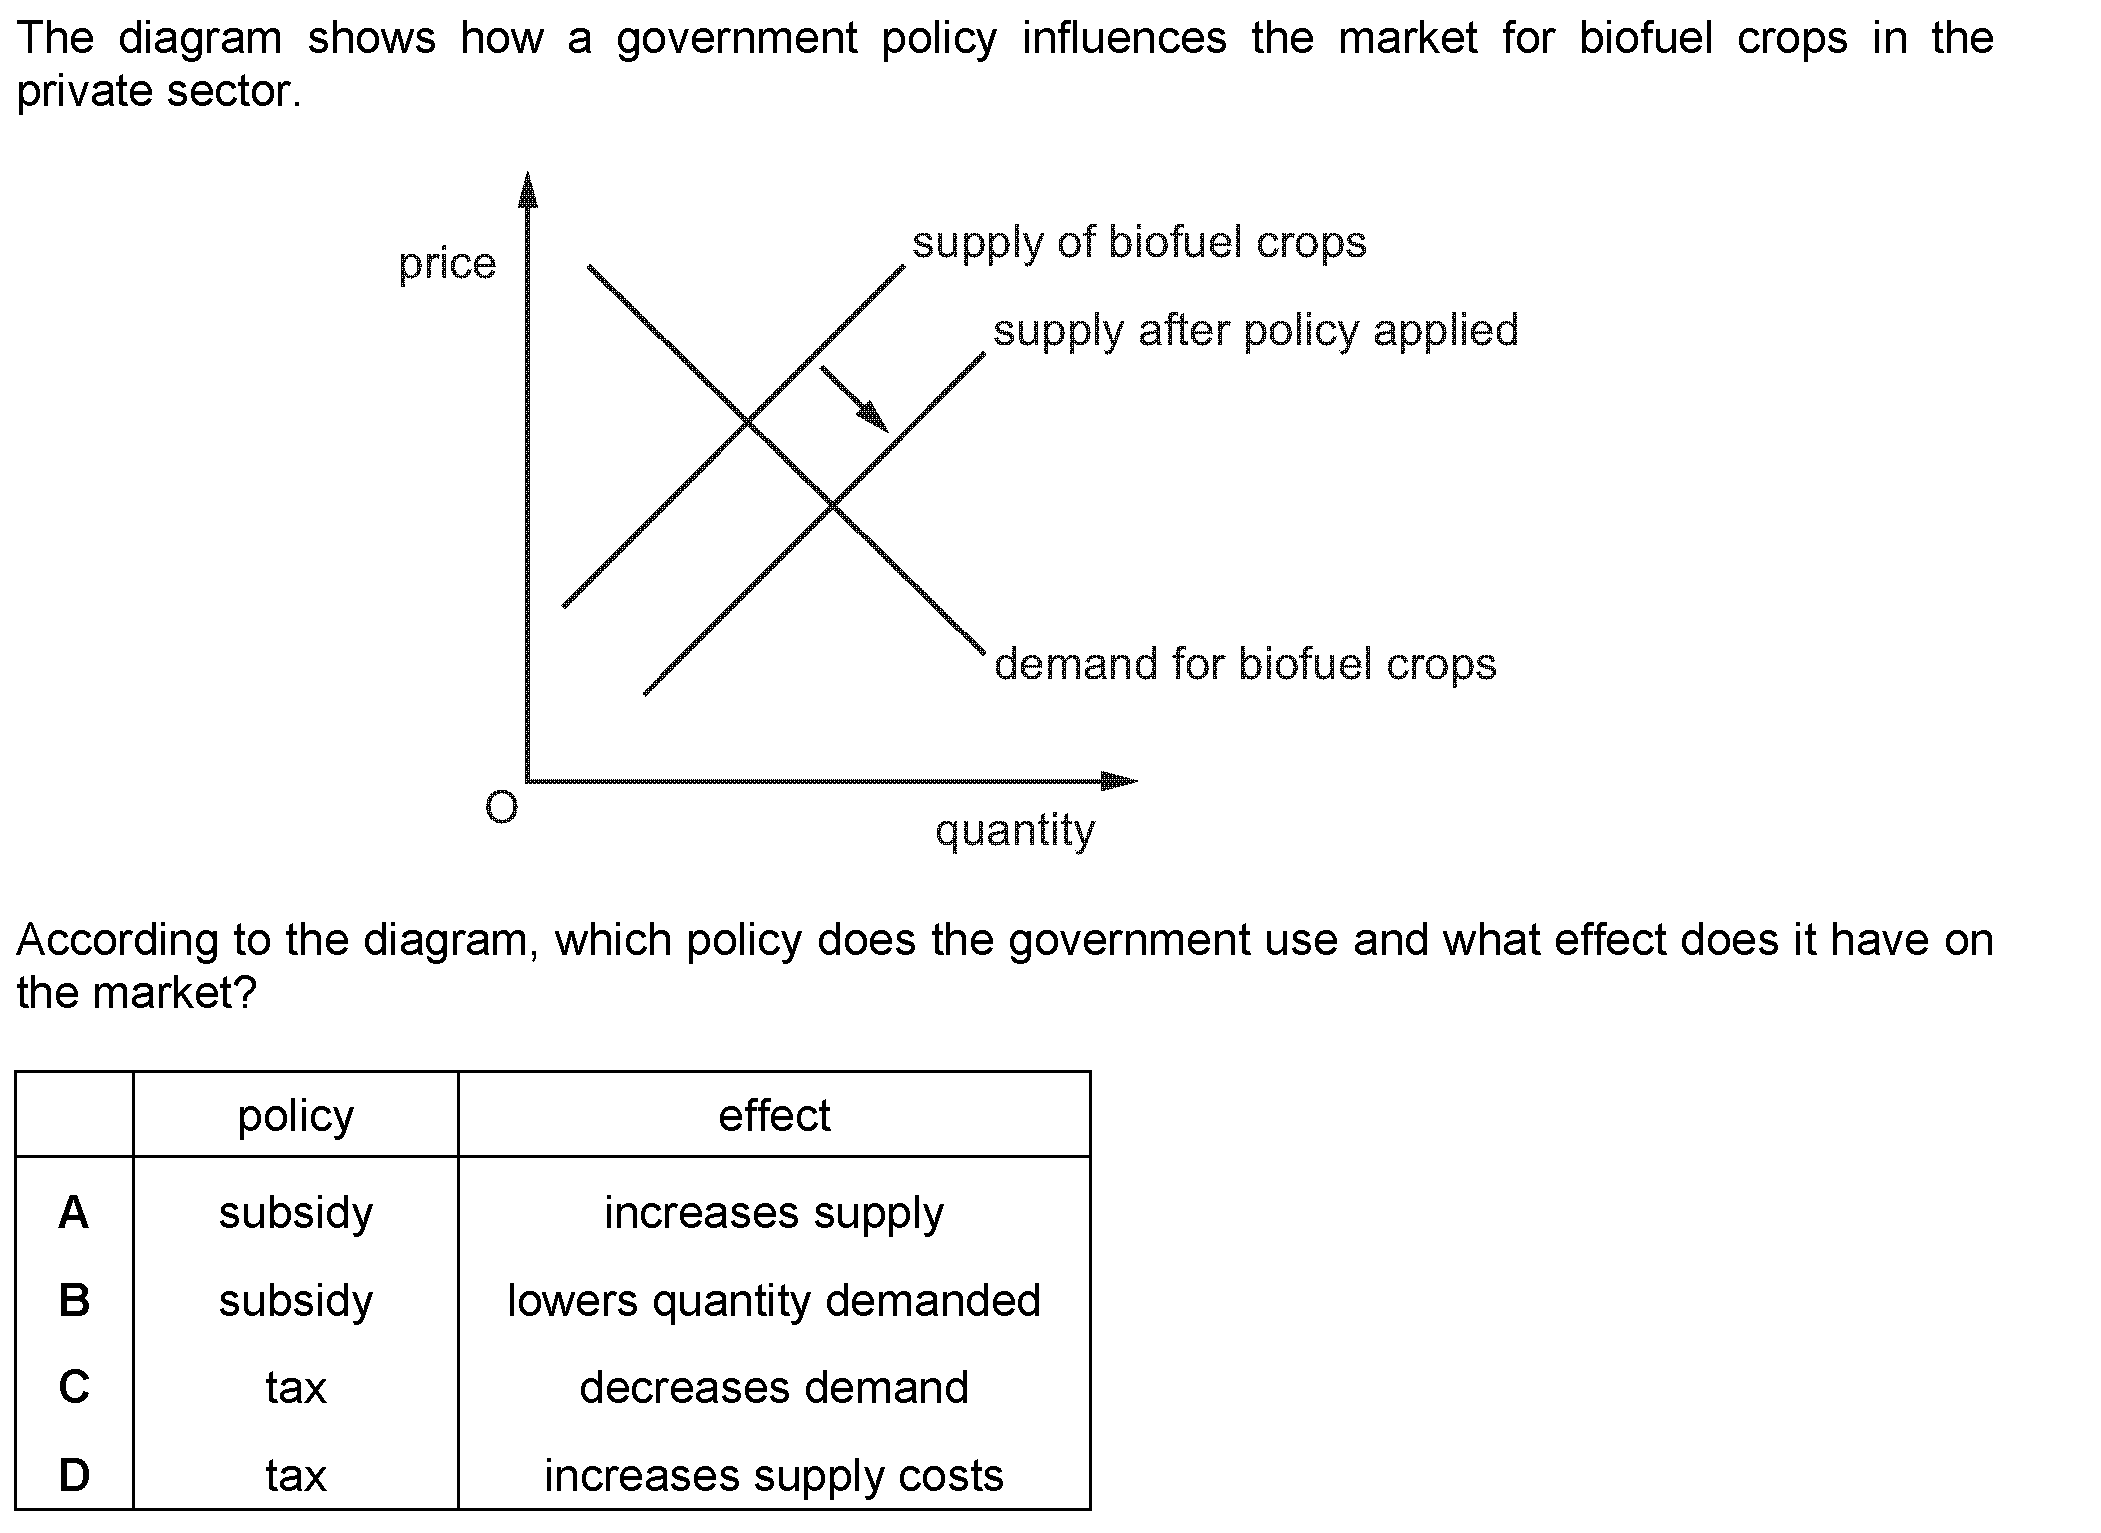 The diagram shows how a government policy influences the market for biofuel crops in the
private sector.
price
supply of biofuel crops
supply after policy applied
demand for biofuel crops
O
quantity
According to the diagram, which policy does the government use and what effect does it have on
the market?
policy effect
A subsidy increases supply
B subsidy lowers quantity demanded
C tax decreases demand
D tax increases supply costs